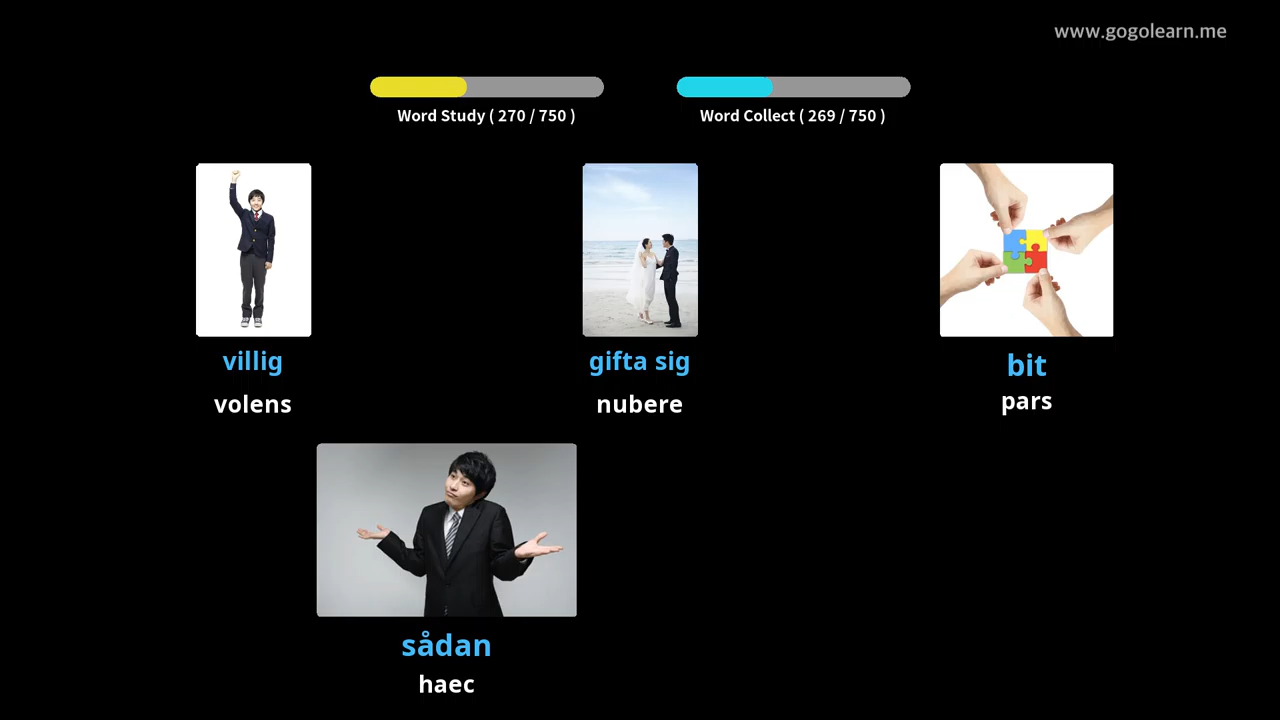 www.gogolearn.me
Word Study ( 270 / 750 )
Word Collect ( 269 / 750 )
villig
volens
gifta sig
nubere
bit
pars
sådan
haec